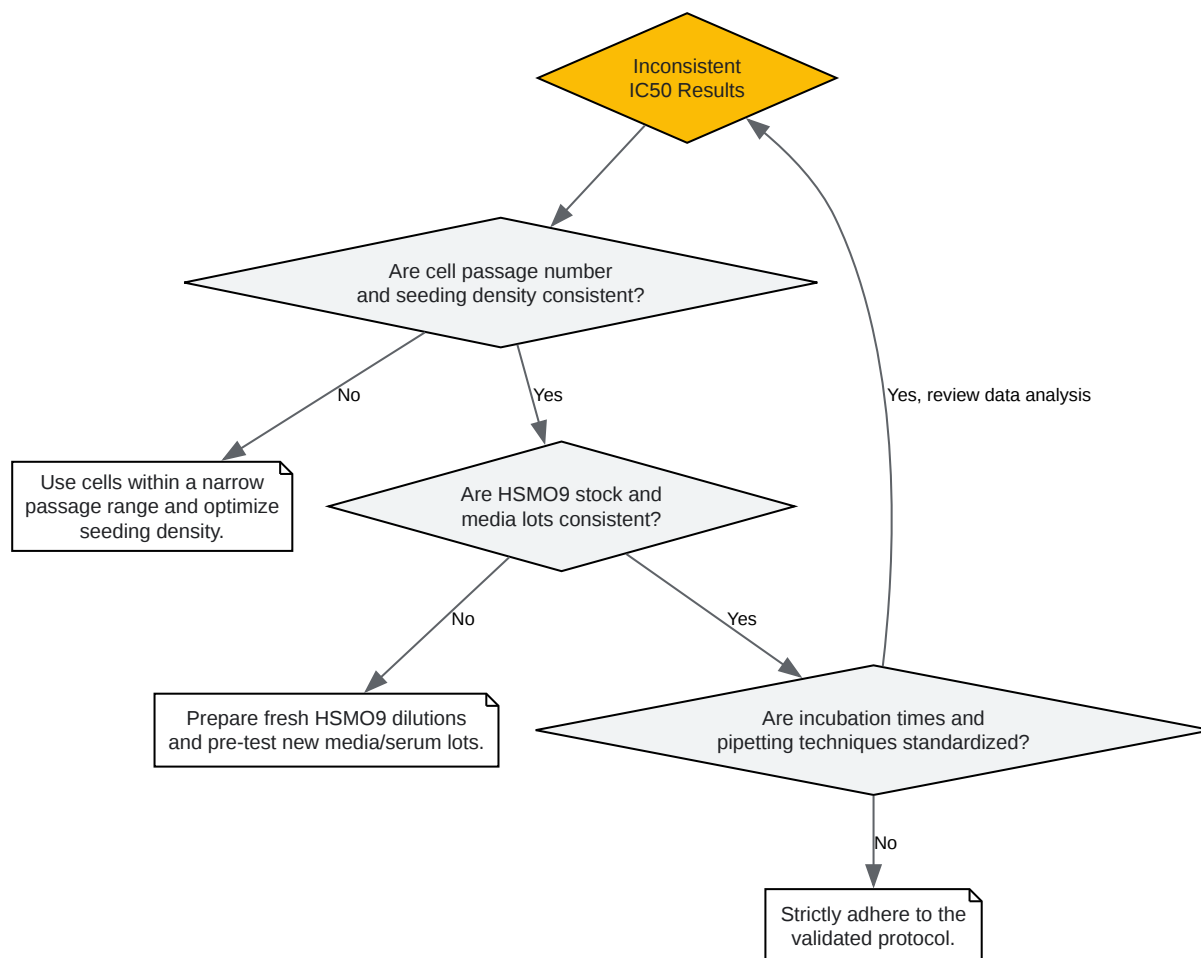 Inconsistent
IC50 Results
Are cell passage number
and seeding density consistent?
No
Yes
Yes, review data analysis
Use cells within a narrow
passage range and optimize
seeding density.
Are HSMO9 stock and
media lots consistent?
No
Yes
Prepare fresh HSMO9 dilutions
and pre-test new media/serum lots.
Are incubation times and
pipetting techniques standardized?
No
Strictly adhere to the
validated protocol.